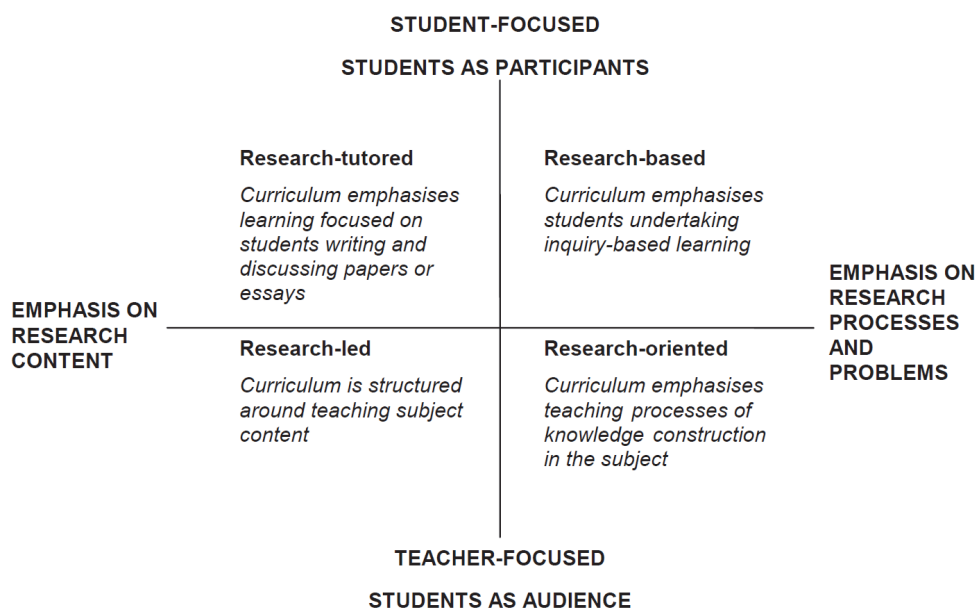 STUDENT-FOCUSED
STUDENTS AS PARTICIPANTS
Research-tutored
Curriculum emphasises
learning focused on
students writing and
discussing papers or
essays
Research-based
Curriculum emphasises
students undertaking
inquiry-based learning
EMPHASIS ON
RESEARCH
CONTENT
EMPHASIS ON
RESEARCH
PROCESSES
AND
PROBLEMS
Research-led
Curriculum is structured
around teaching subject
content
Research-oriented
Curriculum emphasises
teaching processes of
knowledge construction
in the subject
TEACHER-FOCUSED
STUDENTS AS AUDIENCE